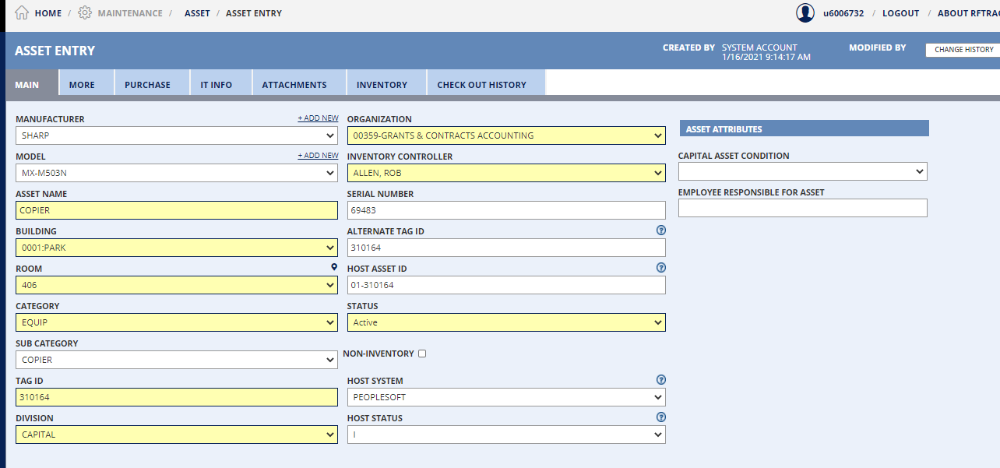 HOME / MAINTENANCE / ASSET / ASSET ENTRY
u6006732 / LOGOUT / ABOUT
ASSET ENTRY
CREATED BY SYSTEM ACCOUNT
1/16/2021 9:14:17 AM
MODIFIED BY
CHANGE HISTORY
MAIN MORE PURCHASE IT INFO ATTACHMENTS INVENTORY CHECK OUT HISTORY
MANUFACTURER + ADD NEW
SHARP
MODEL + ADD NEW
MX-M503N
ASSET NAME
COPIER
BUILDING
0001:PARK
ROOM
406
CATEGORY
EQUIP
SUB CATEGORY
COPIER
TAG ID
310164
DIVISION
CAPITAL
ORGANIZATION
00359-GRANTS & CONTRACTS ACCOUNTING
INVENTORY CONTROLLER
ALLEN, ROB
SERIAL NUMBER
69483
ALTERNATE TAG ID
310164
HOST ASSET ID
01-310164
STATUS
Active
NON-INVENTORY
HOST SYSTEM
PEOPLESOFT
HOST STATUS
I
ASSET ATTRIBUTES
CAPITAL ASSET CONDITION
EMPLOYEE RESPONSIBLE FOR ASSET